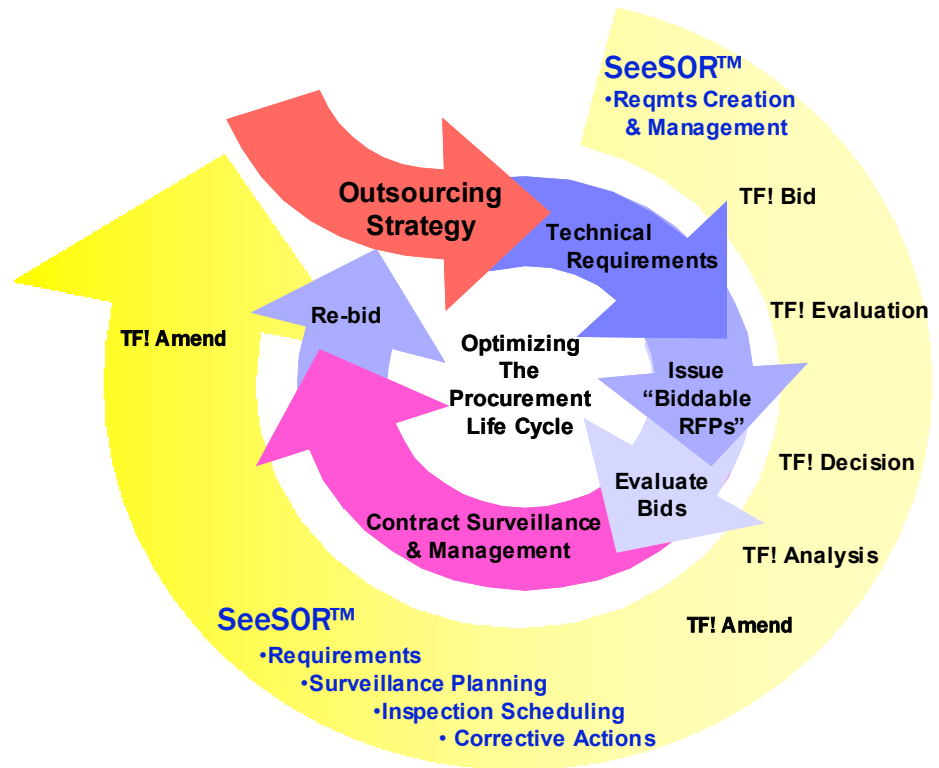 SeeSOR™
•Reqmts Creation
& Management
Outsourcing
Strategy
TF! Bid
Technical
Requirements
TF! Evaluation
Re-bid
TF! Amend
Optimizing
The
Procurement
Life Cycle
Issue
“Biddable
RFPs”
TF! Decision
Evaluate
Bids
Contract Surveillance
& Management
TF! Analysis
TF! Amend
SeeSOR™
•Requirements
•Surveillance Planning
•Inspection Scheduling
• Corrective Actions